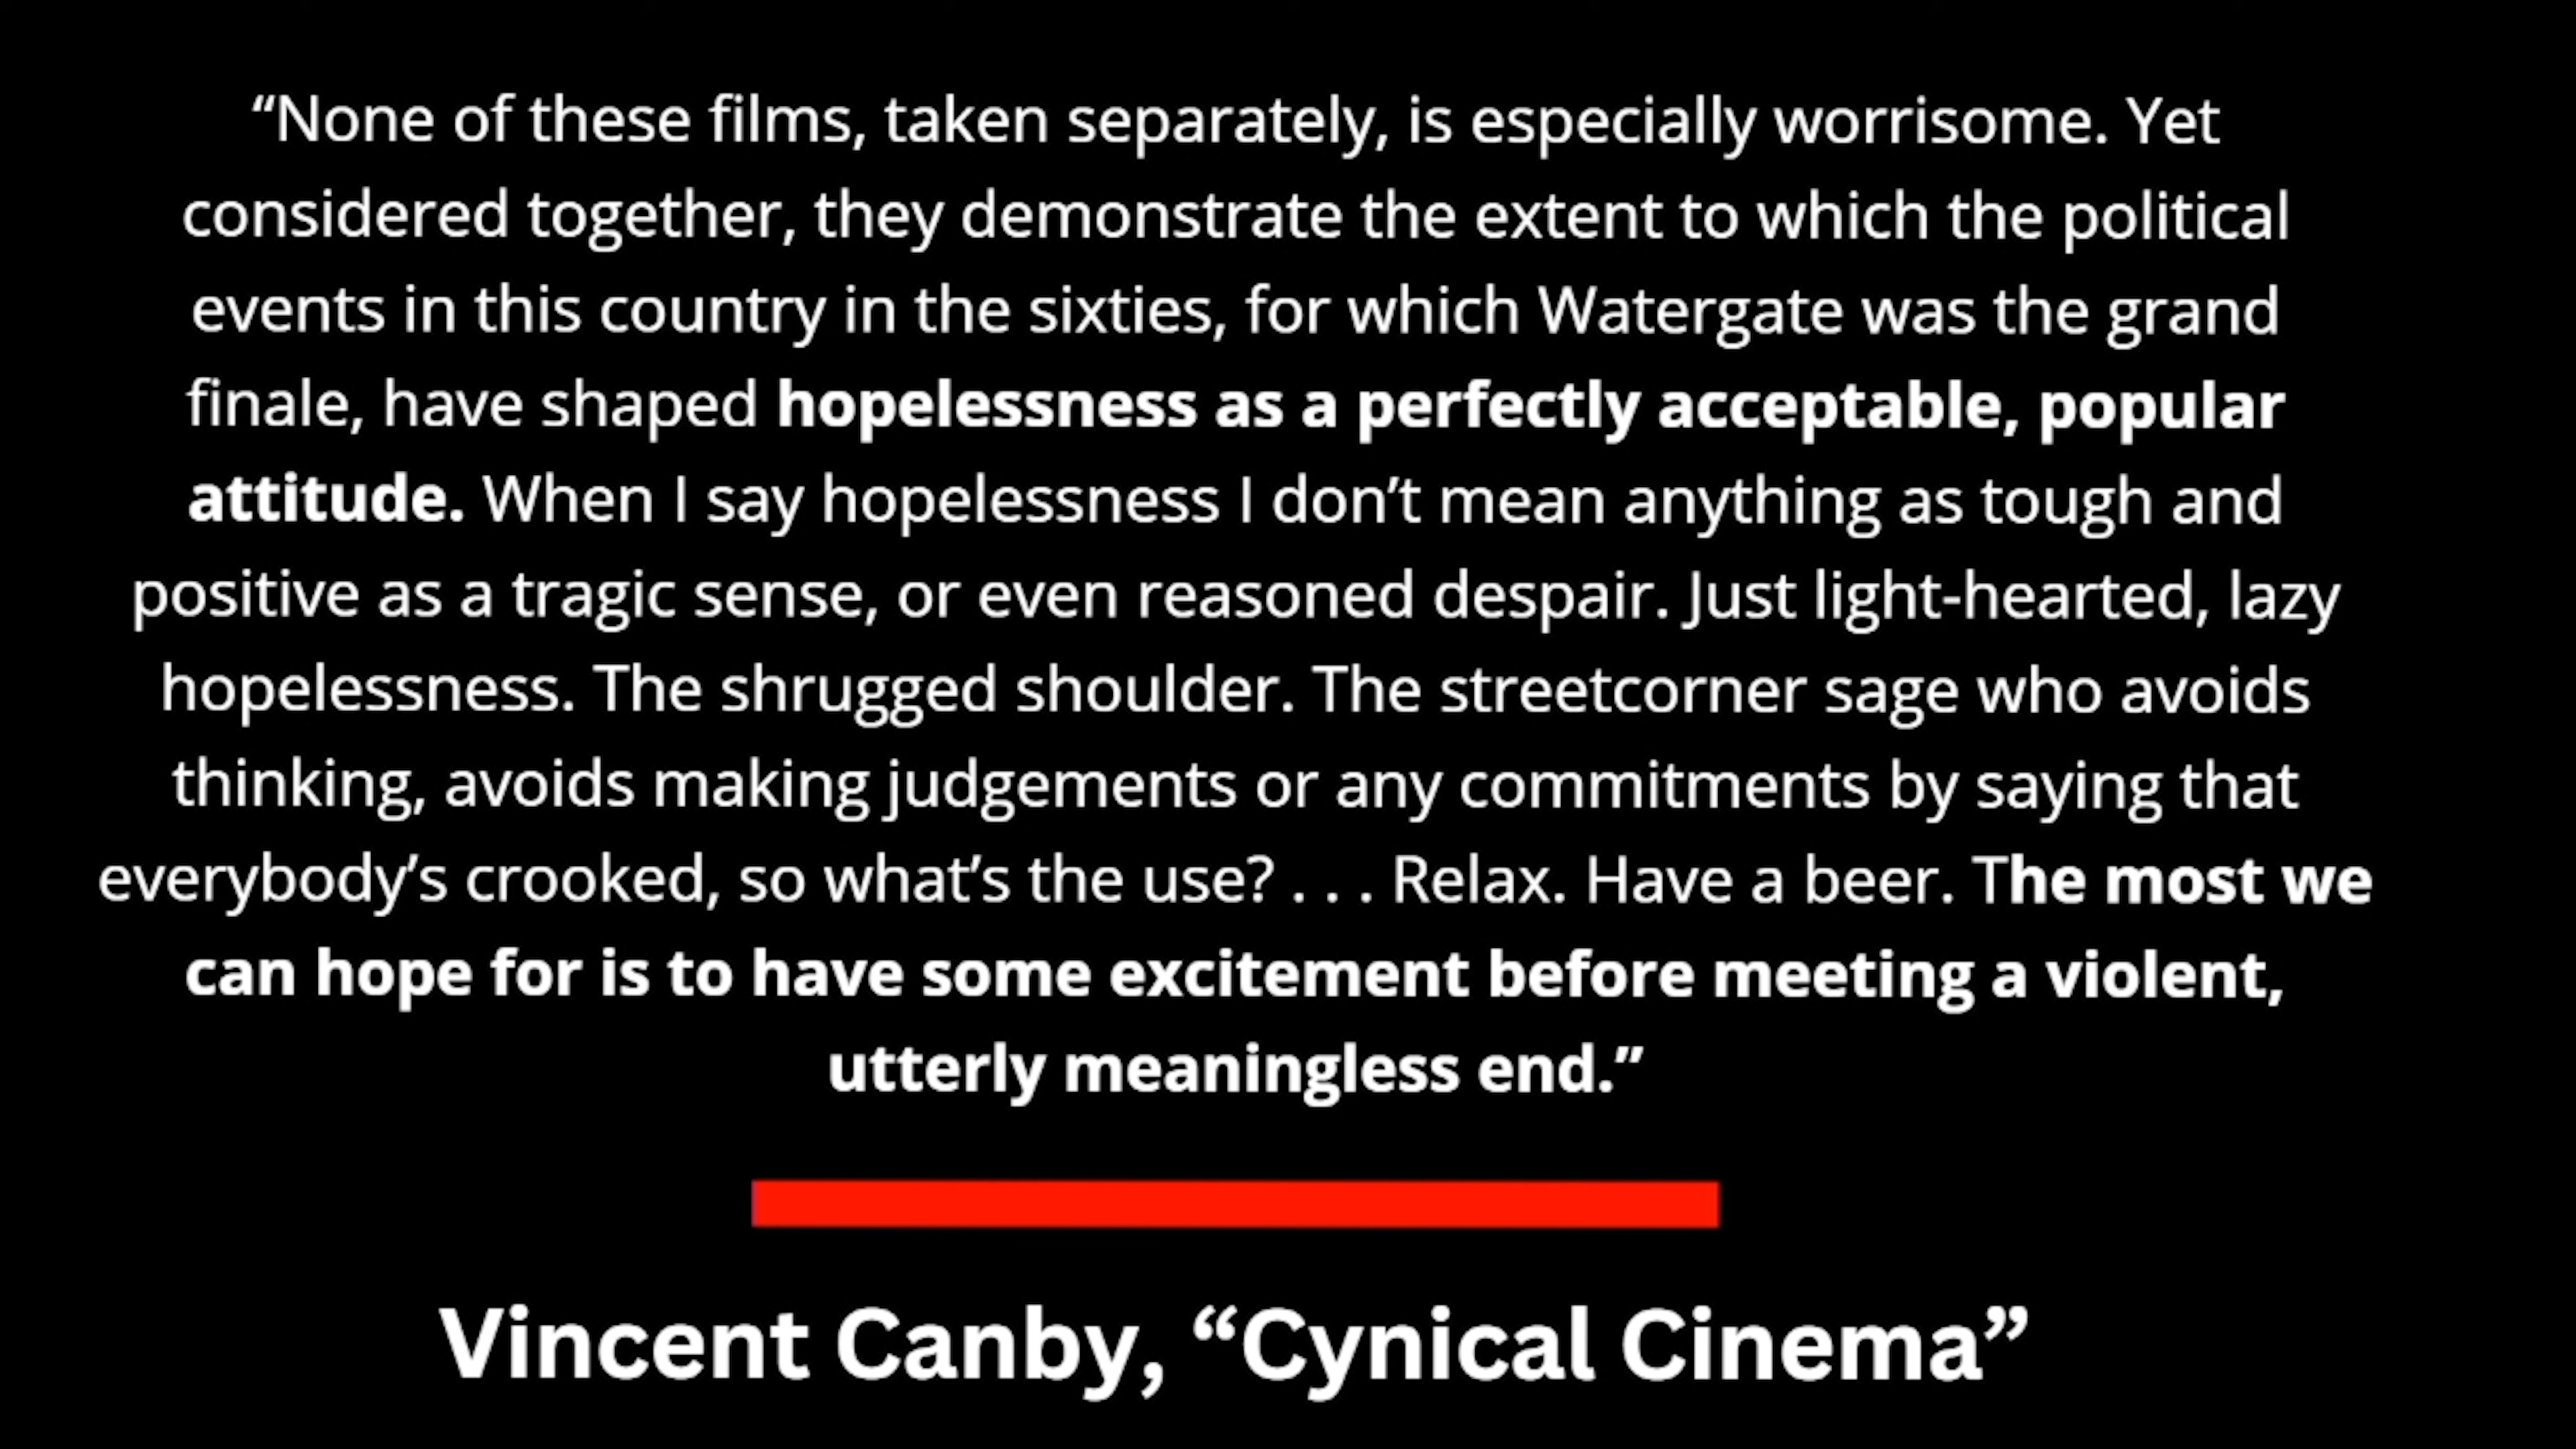 “None of these films, taken separately, is especially worrisome. Yet
considered together, they demonstrate the extent to which the political
events in this country in the sixties, for which Watergate was the grand
finale, have shaped hopelessness as a perfectly acceptable, popular
attitude. When I say hopelessness I don’t mean anything as tough and
positive as a tragic sense, or even reasoned despair. Just light-hearted, lazy
hopelessness. The shrugged shoulder. The streetcorner sage who avoids
thinking, avoids making judgements or any commitments by saying that
everybody’s crooked, so what’s the use? . . . Relax. Have a beer. The most we
can hope for is to have some excitement before meeting a violent,
utterly meaningless end.”
Vincent Canby, “Cynical Cinema”